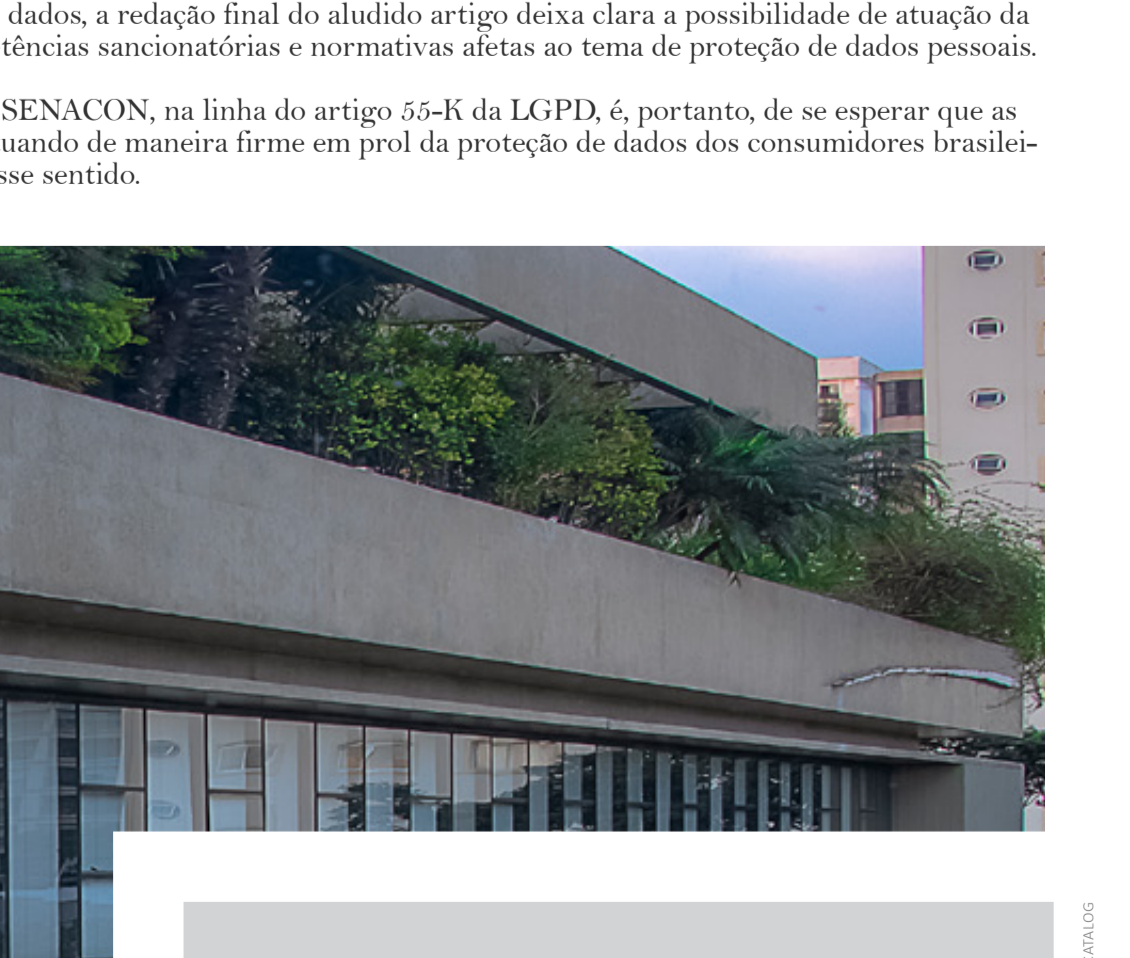 dados, a redação final do aludido artigo deixa clara a possibilidade de atuação da
tências sancionatórias e normativas afetas ao tema de proteção de dados pessoais.
SENACON, na linha do artigo 55-K da LGPD, é, portanto, de se esperar que as
uando de maneira firme em prol da proteção de dados dos consumidores brasilei-
sse sentido.
ATALOG